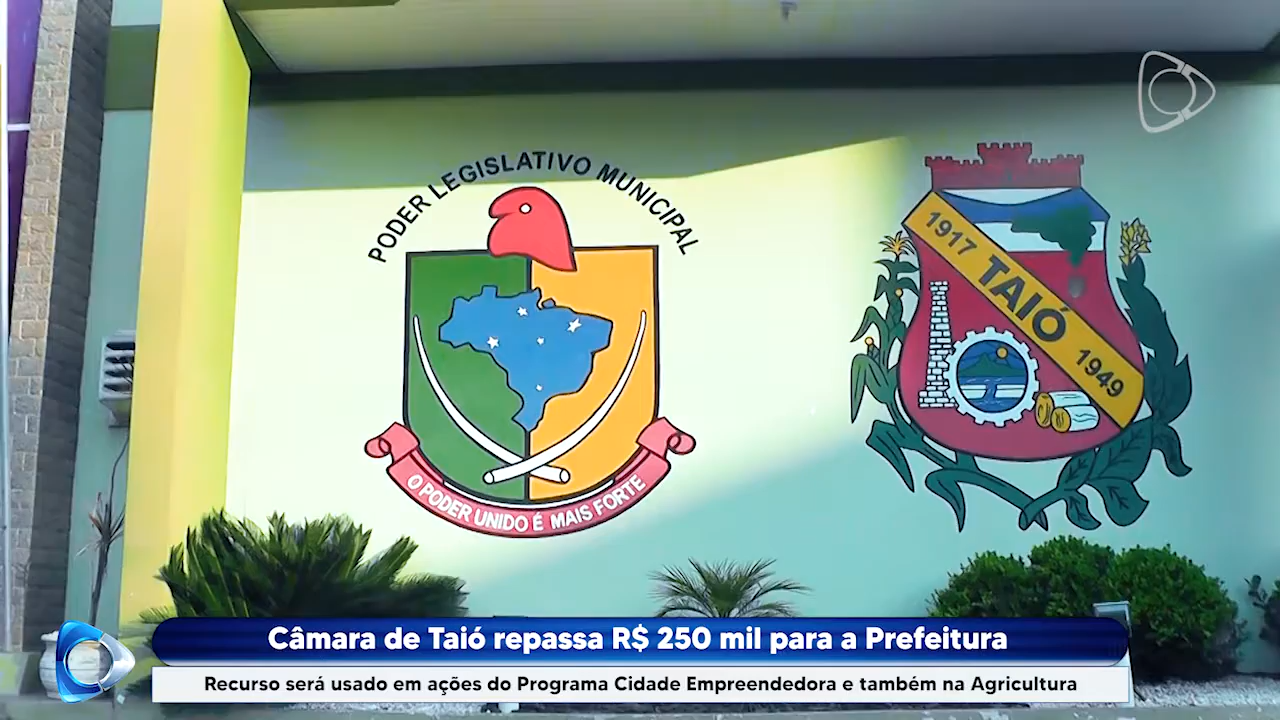 PODER LEGISLATIVO MUNICIPAL
O PODER UNIDO É MAIS FORTE
1917 TAIÓ 1949
Câmara de Taió repassa R$ 250 mil para a Prefeitura
Recurso será usado em ações do Programa Cidade Empreendedora e também na Agricultura